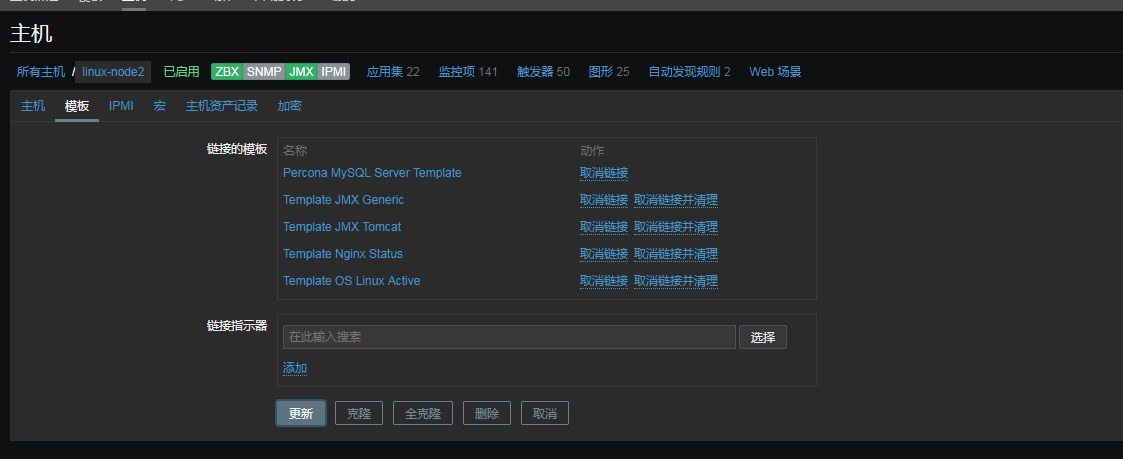 主机
所有主机 / linux-node2 已启用 ZBX SNMP JMX IPMI 应用集 22 监控项 141 触发器 50 图形 25 自动发现规则 2 Web 场景
主机 模板 IPMI 宏 主机资产记录 加密
链接的模板 名称 动作
Percona MySQL Server Template 取消链接
Template JMX Generic 取消链接 取消链接并清理
Template JMX Tomcat 取消链接 取消链接并清理
Template Nginx Status 取消链接 取消链接并清理
Template OS Linux Active 取消链接 取消链接并清理
链接指示器 在此输入搜索 选择
添加
更新 克隆 全克隆 删除 取消